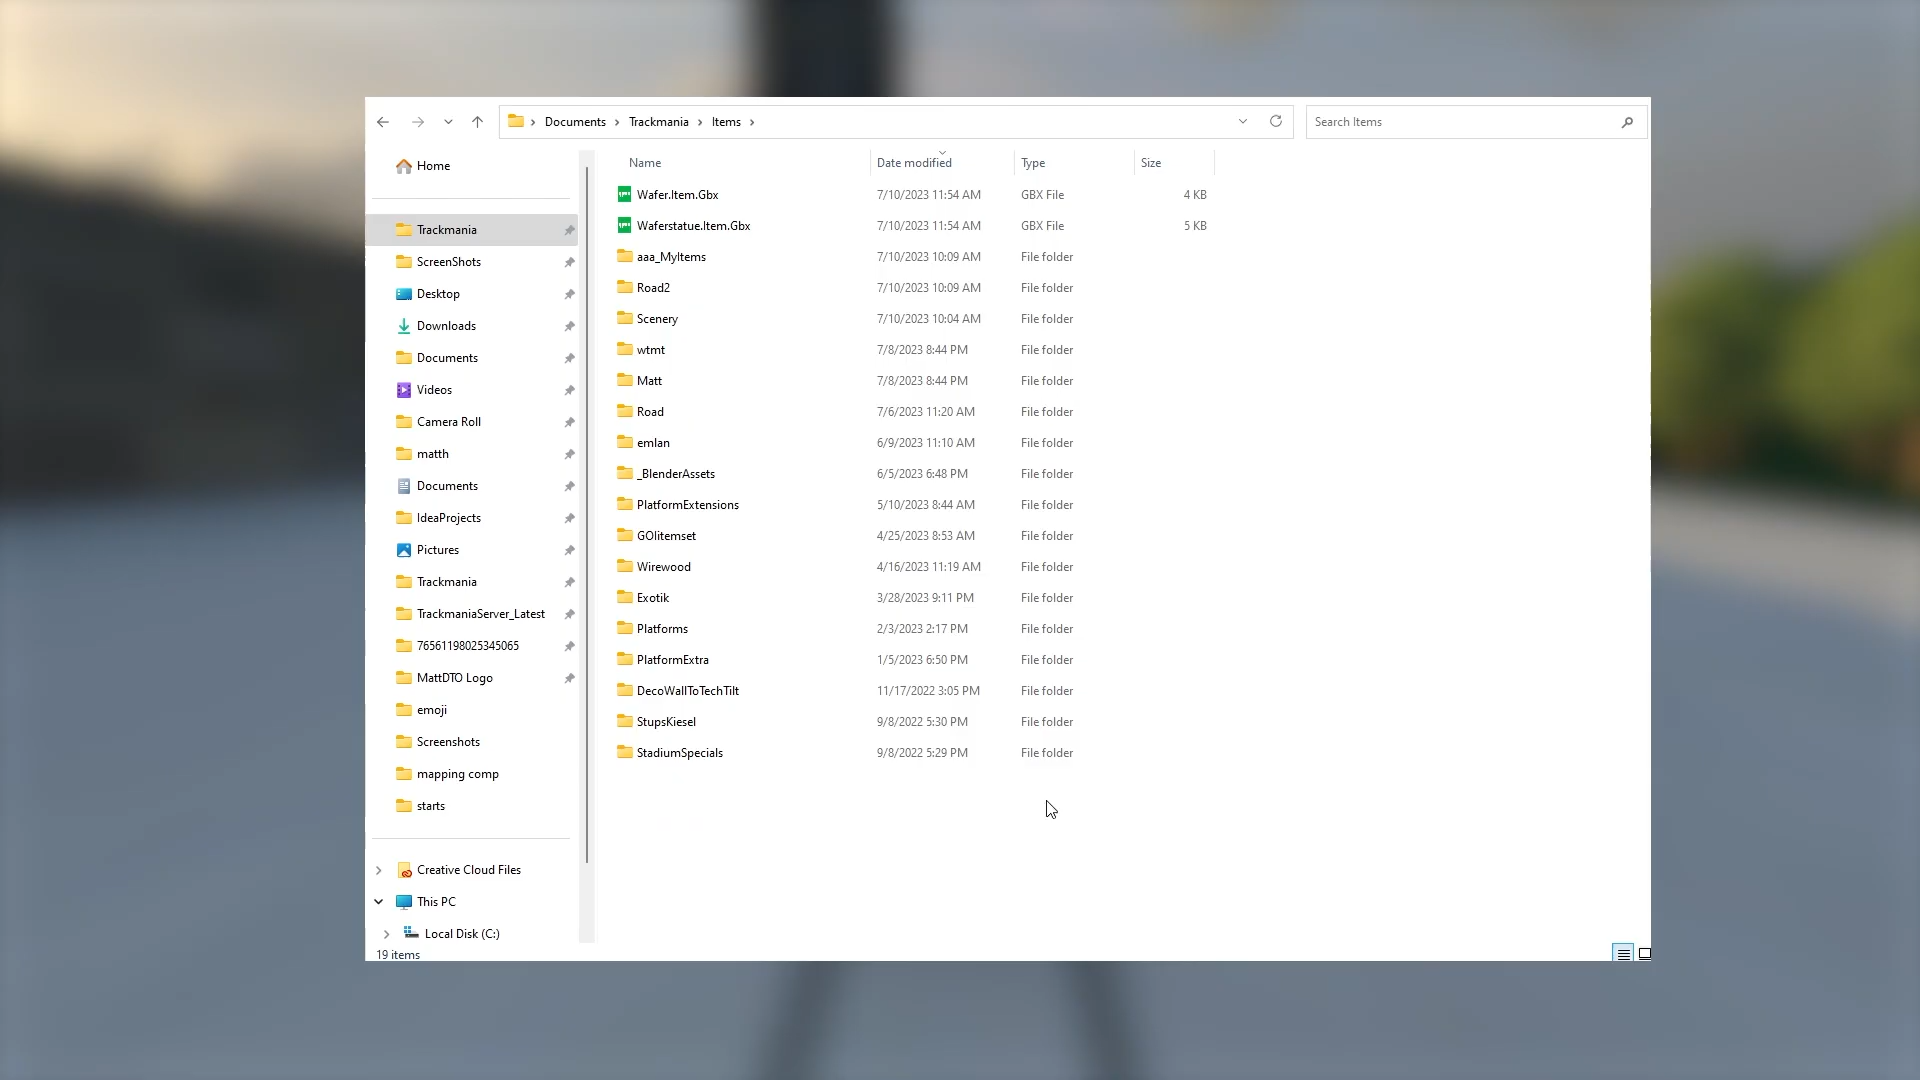 Documents > Trackmania > Items >
Search Items
Home
Trackmania
ScreenShots
Desktop
Downloads
Documents
Videos
Camera Roll
matth
Documents
IdeaProjects
Pictures
Trackmania
TrackmaniaServer_Latest
76561198025345065
MattDTO Logo
emoji
Screenshots
mapping comp
starts
Creative Cloud Files
This PC
Local Disk (C:)
19 items
Name Date modified Type Size
Wafer.Item.Gbx 7/10/2023 11:54 AM GBX File 4 KB
Waferstatue.Item.Gbx 7/10/2023 11:54 AM GBX File 5 KB
aaa_MyItems 7/10/2023 10:09 AM File folder
Road2 7/10/2023 10:09 AM File folder
Scenery 7/10/2023 10:04 AM File folder
wtmt 7/8/2023 8:44 PM File folder
Matt 7/8/2023 8:44 PM File folder
Road 7/6/2023 11:20 AM File folder
emlan 6/9/2023 11:10 AM File folder
_BlenderAssets 6/5/2023 6:48 PM File folder
PlatformExtensions 5/10/2023 8:44 AM File folder
GOlitemset 4/25/2023 8:53 AM File folder
Wirewood 4/16/2023 11:19 AM File folder
Exotik 3/28/2023 9:11 PM File folder
Platforms 2/3/2023 2:17 PM File folder
PlatformExtra 1/5/2023 6:50 PM File folder
DecoWallToTechTilt 11/17/2022 3:05 PM File folder
StupsKiesel 9/8/2022 5:30 PM File folder
StadiumSpecials 9/8/2022 5:29 PM File folder